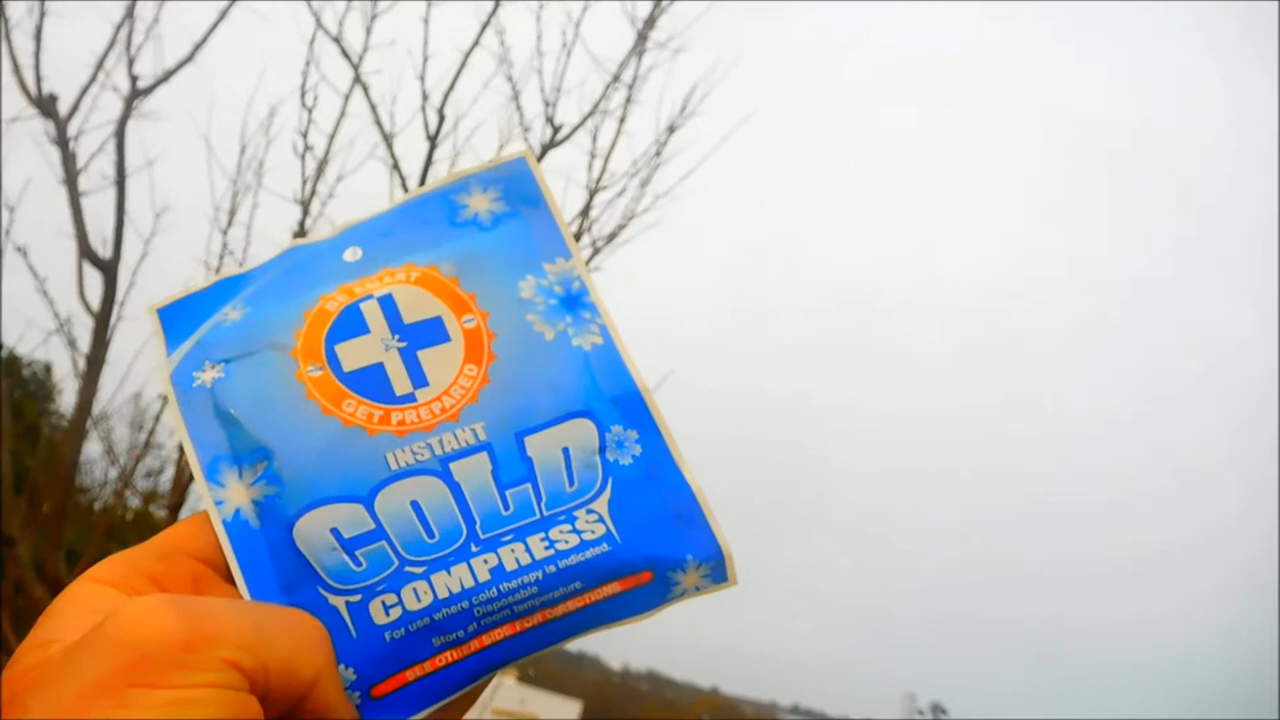 BE SMART
GET PREPARED
INSTANT
COLD
COMPRESS
For use where cold therapy is indicated.
Disposable
Store at room temperature.
SEE OTHER SIDE FOR DIRECTIONS